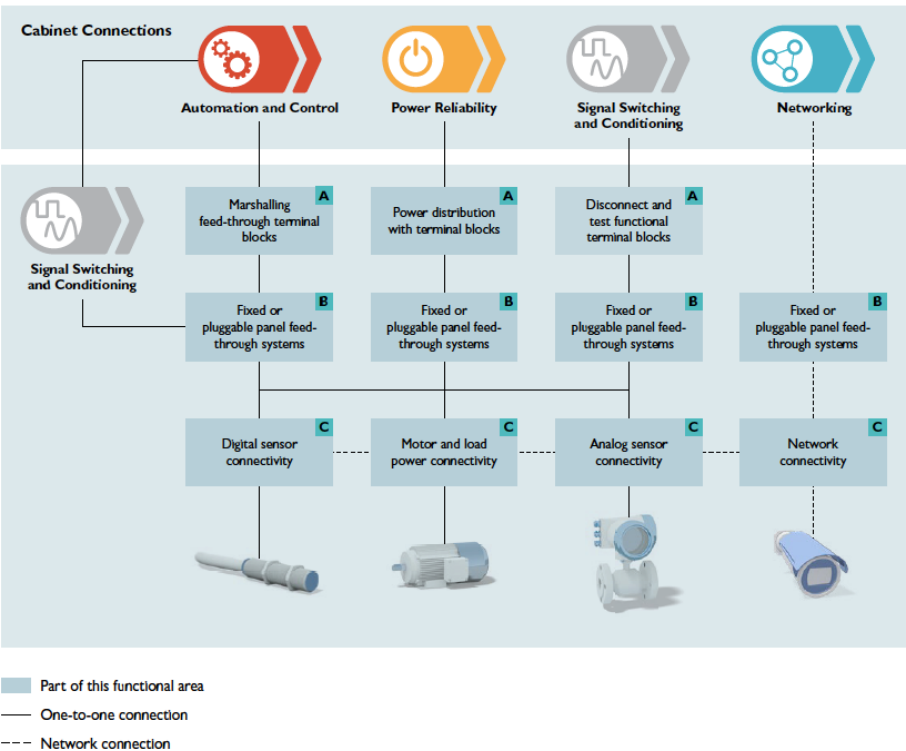 Cabinet Connections
Automation and Control
Power Reliability
Signal Switching
and Conditioning
Networking
Signal Switching
and Conditioning
A
Marshalling
feed-through terminal
blocks
A
Power distribution
with terminal blocks
A
Disconnect and
test functional
terminal blocks
B
Fixed or
pluggable panel feed-
through systems
B
Fixed or
pluggable panel feed-
through systems
B
Fixed or
pluggable panel feed-
through systems
B
Fixed or
pluggable panel feed-
through systems
C
Digital sensor
connectivity
C
Motor and load
power connectivity
C
Analog sensor
connectivity
C
Network
connectivity
Part of this functional area
One-to-one connection
Network connection